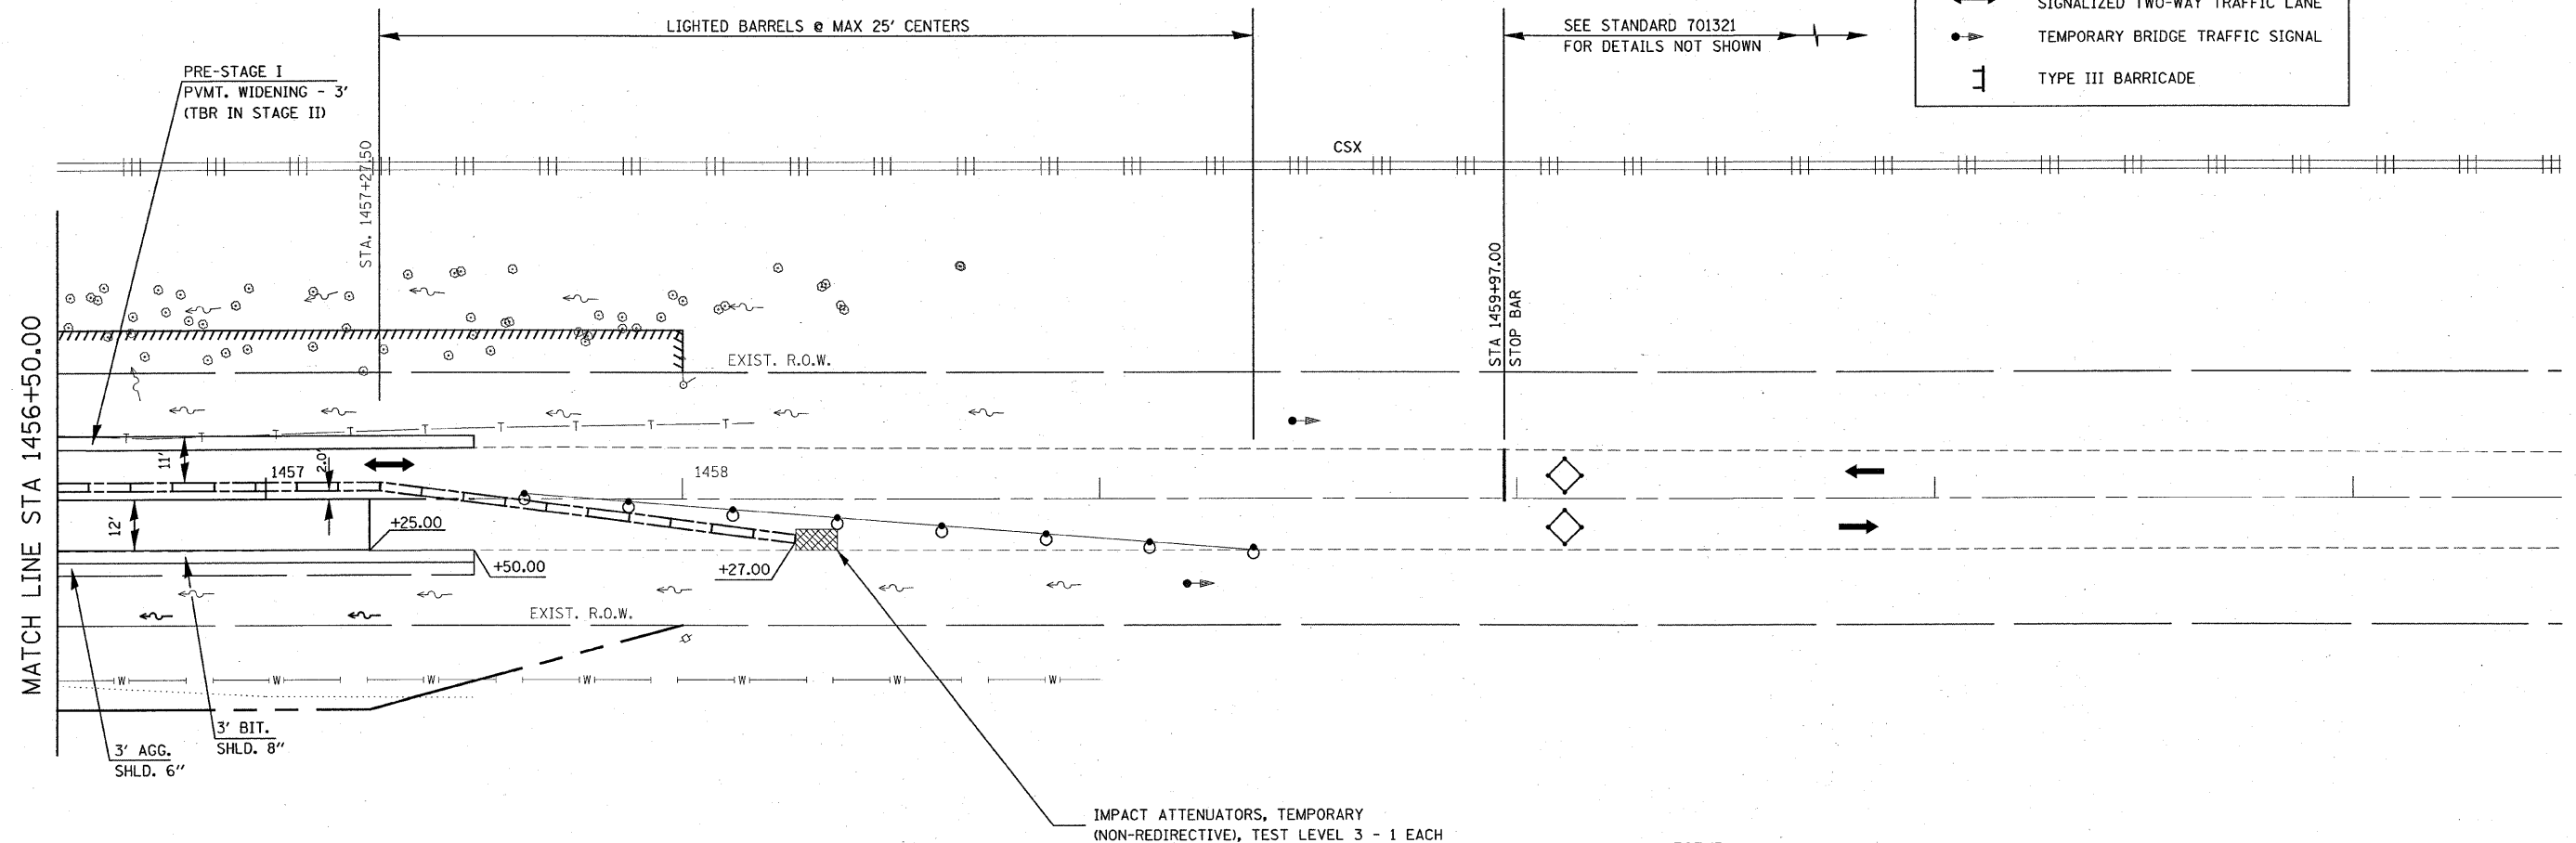 SIGNALIZED TWO-WAY TRAFFIC LANE
TEMPORARY BRIDGE TRAFFIC SIGNAL
TYPE III BARRICADE
LIGHTED BARRELS @ MAX 25' CENTERS
SEE STANDARD 701321
FOR DETAILS NOT SHOWN
PRE-STAGE I
PVMT. WIDENING - 3'
(TBR IN STAGE II)
CSX
STA. 1457+27.50
STA 1459+97.00
STOP BAR
MATCH LINE STA 1456+50.00
EXIST. R.O.W.
T T T T T T T T T
11'
1457
2.0'
1458
12'
+25.00
+50.00
+27.00
EXIST. R.O.W.
W W W W W W W
3' BIT.
SHLD. 8"
3' AGG.
SHLD. 6"
IMPACT ATTENUATORS, TEMPORARY
(NON-REDIRECTIVE), TEST LEVEL 3 - 1 EACH